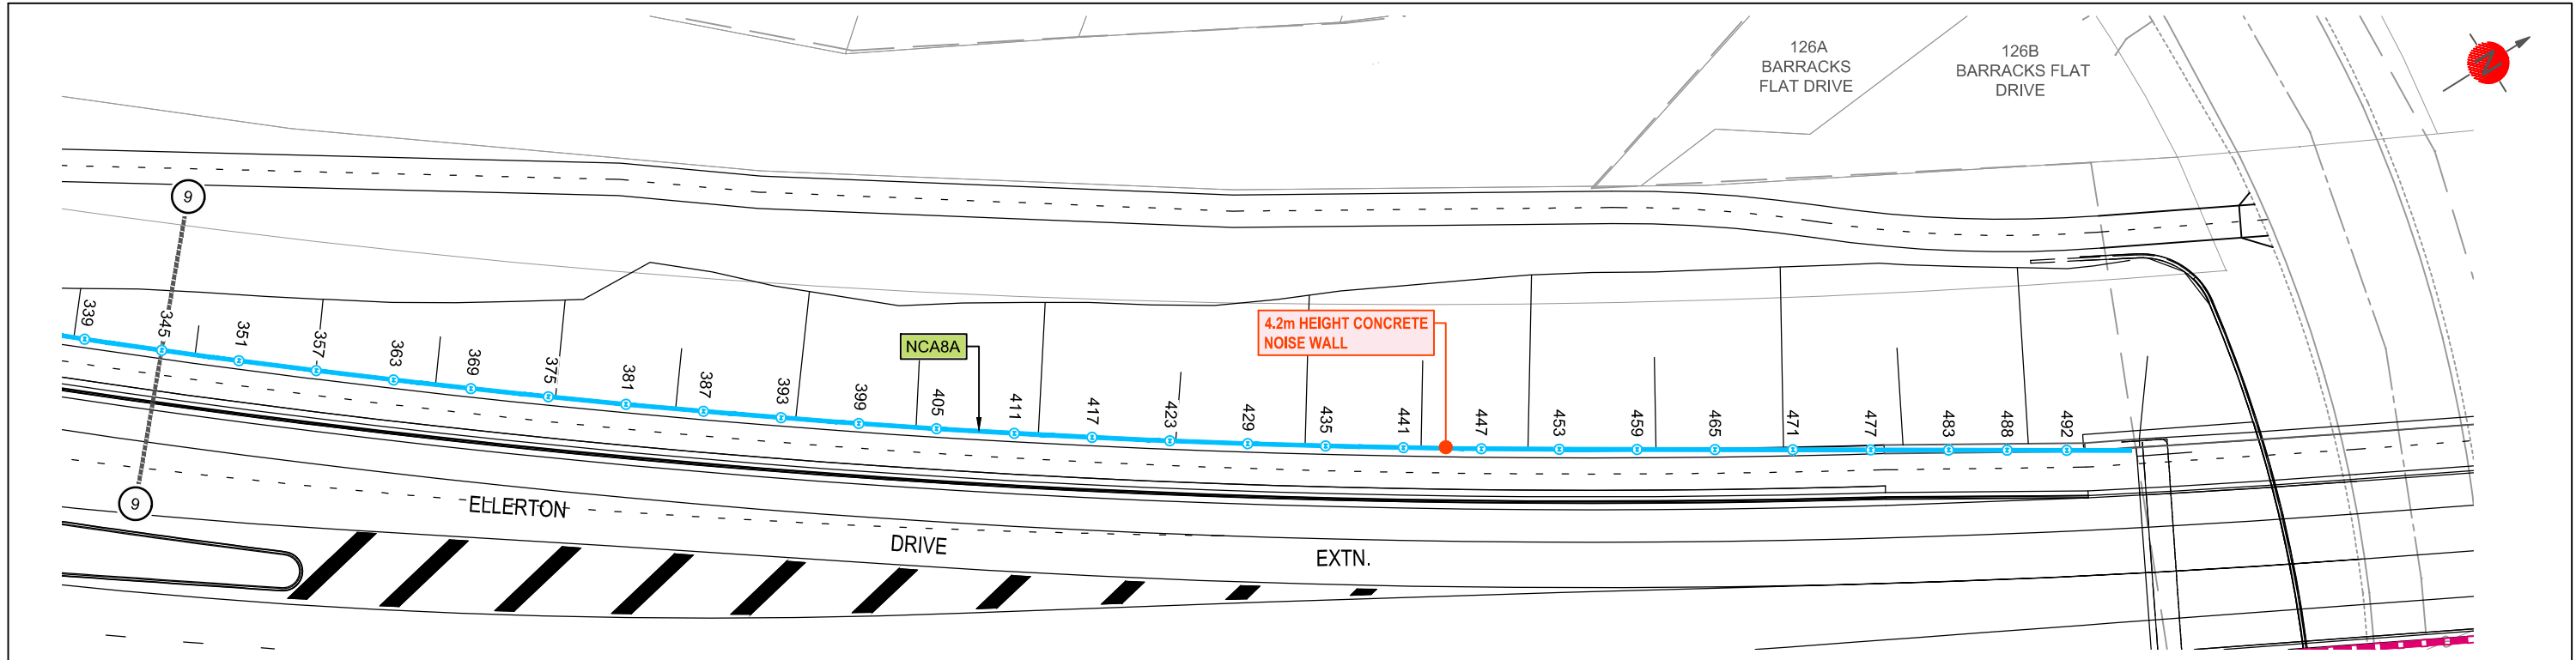 126A
BARRACKS
FLAT DRIVE
126B
BARRACKS FLAT
DRIVE
N
9
339
345
351
357
363
369
375
381
387
393
399
405
411
417
423
429
435
441
447
453
459
465
471
477
483
488
492
NCA8A
4.2m HEIGHT CONCRETE
NOISE WALL
9
ELLERTON
DRIVE
EXTN.